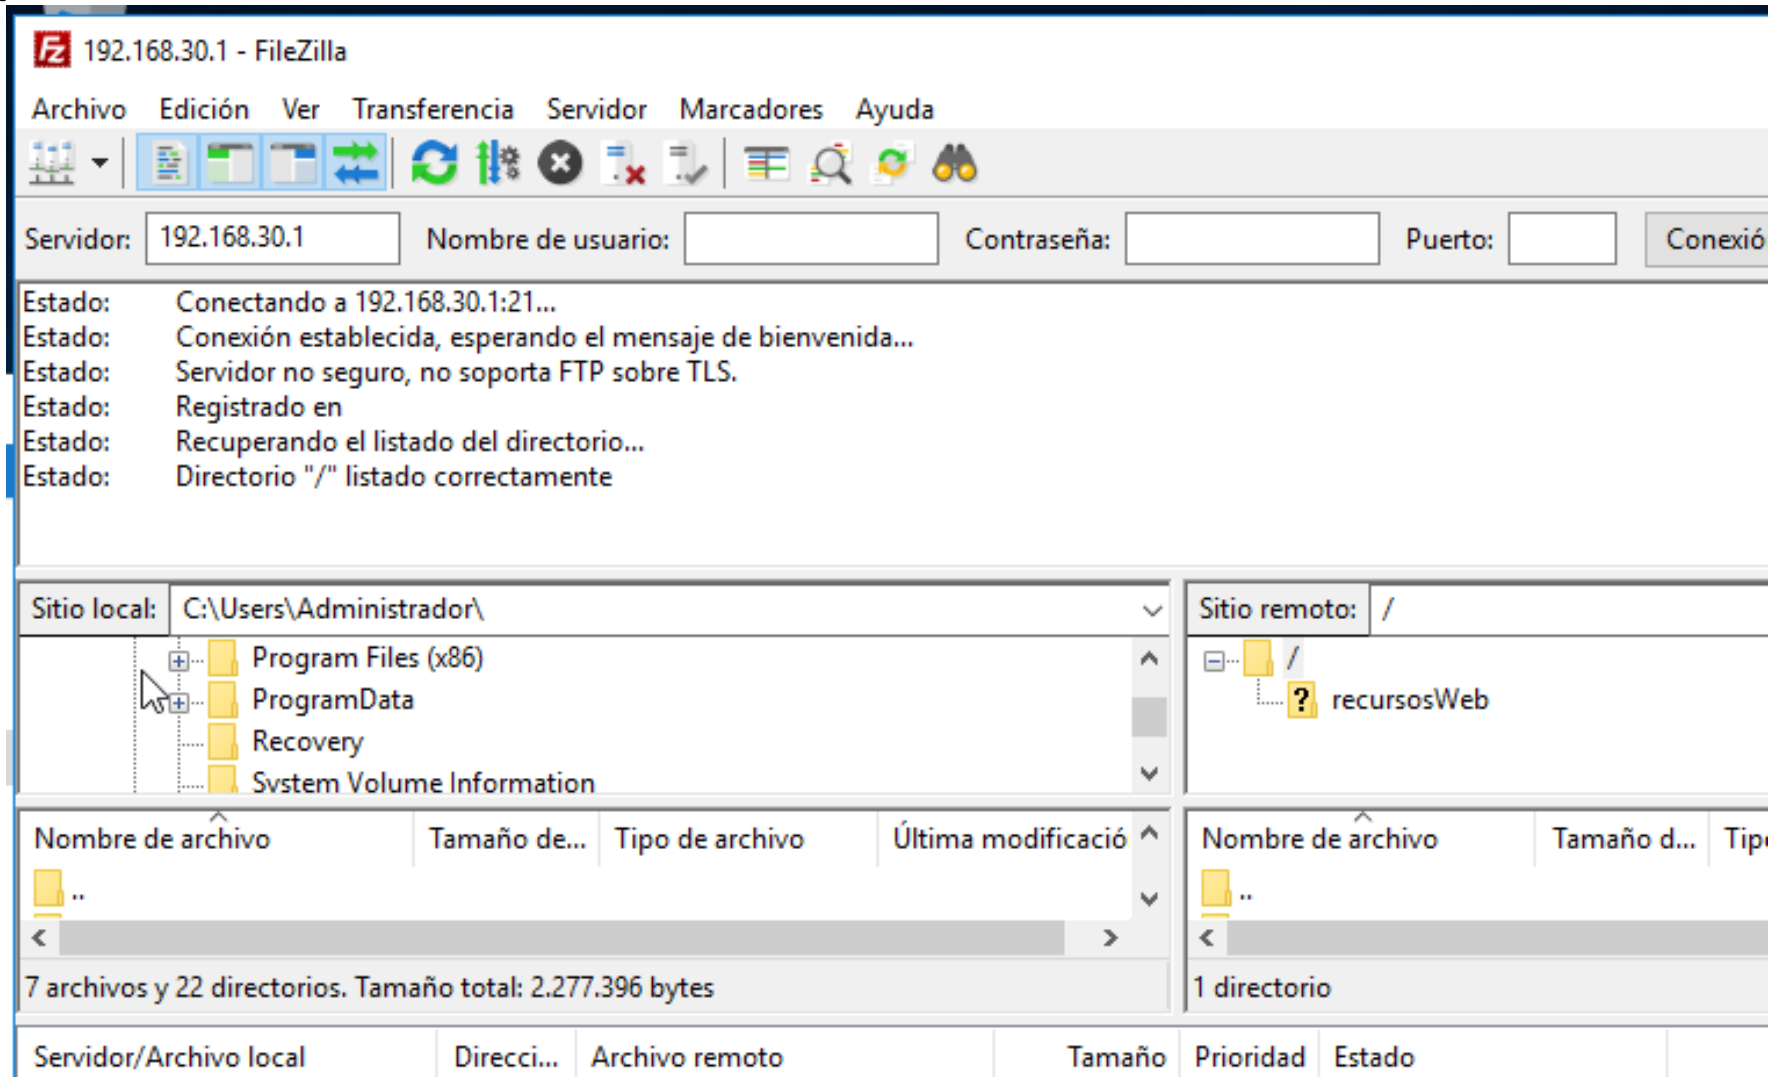 192.168.30.1 - FileZilla
Archivo Edición Ver Transferencia Servidor Marcadores Ayuda
Servidor: 192.168.30.1 Nombre de usuario: Contraseña: Puerto: Conexió
Estado: Conectando a 192.168.30.1:21...
Estado: Conexión establecida, esperando el mensaje de bienvenida...
Estado: Servidor no seguro, no soporta FTP sobre TLS.
Estado: Registrado en
Estado: Recuperando el listado del directorio...
Estado: Directorio "/" listado correctamente
Sitio local: C:\Users\Administrador\
Program Files (x86)
ProgramData
Recovery
System Volume Information
Sitio remoto: /
/
? recursosWeb
Nombre de archivo Tamaño de... Tipo de archivo Última modificació
..
7 archivos y 22 directorios. Tamaño total: 2.277.396 bytes
Nombre de archivo Tamaño d... Tip
..
1 directorio
Servidor/Archivo local Direcci... Archivo remoto Tamaño Prioridad Estado